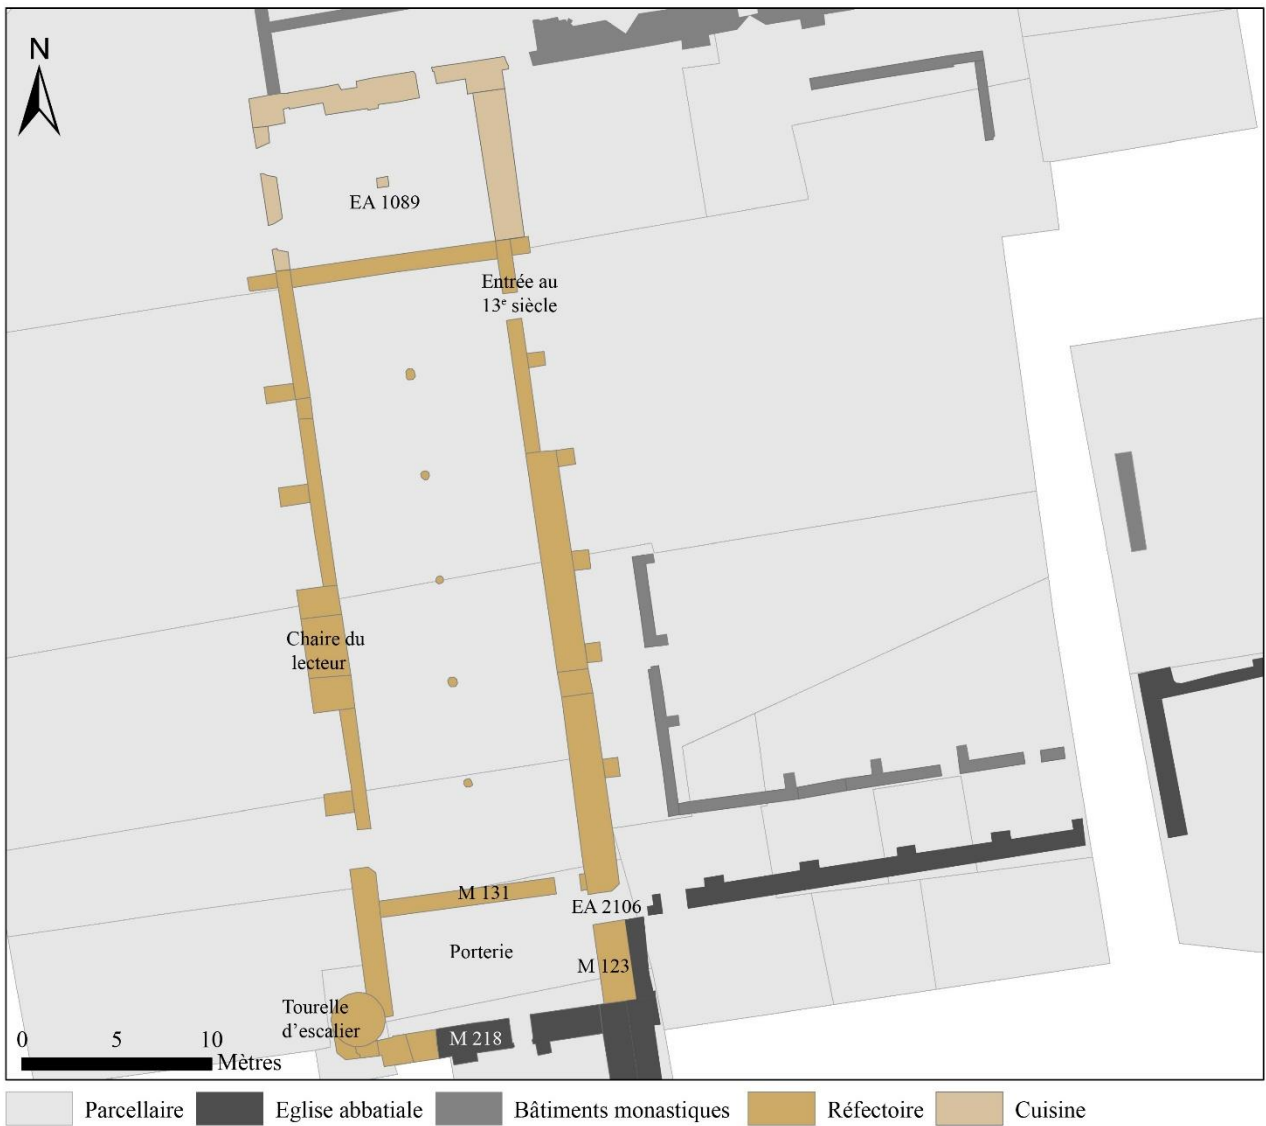 N
EA 1089
Entrée au
13e siècle
Chaire du
lecteur
M 131
EA 2106
Porterie
M 123
Tourelle
d'escalier
M 218
0 5 10
Mètres
Parcellaire Eglise abbatiale Bâtiments monastiques Réfectoire Cuisine